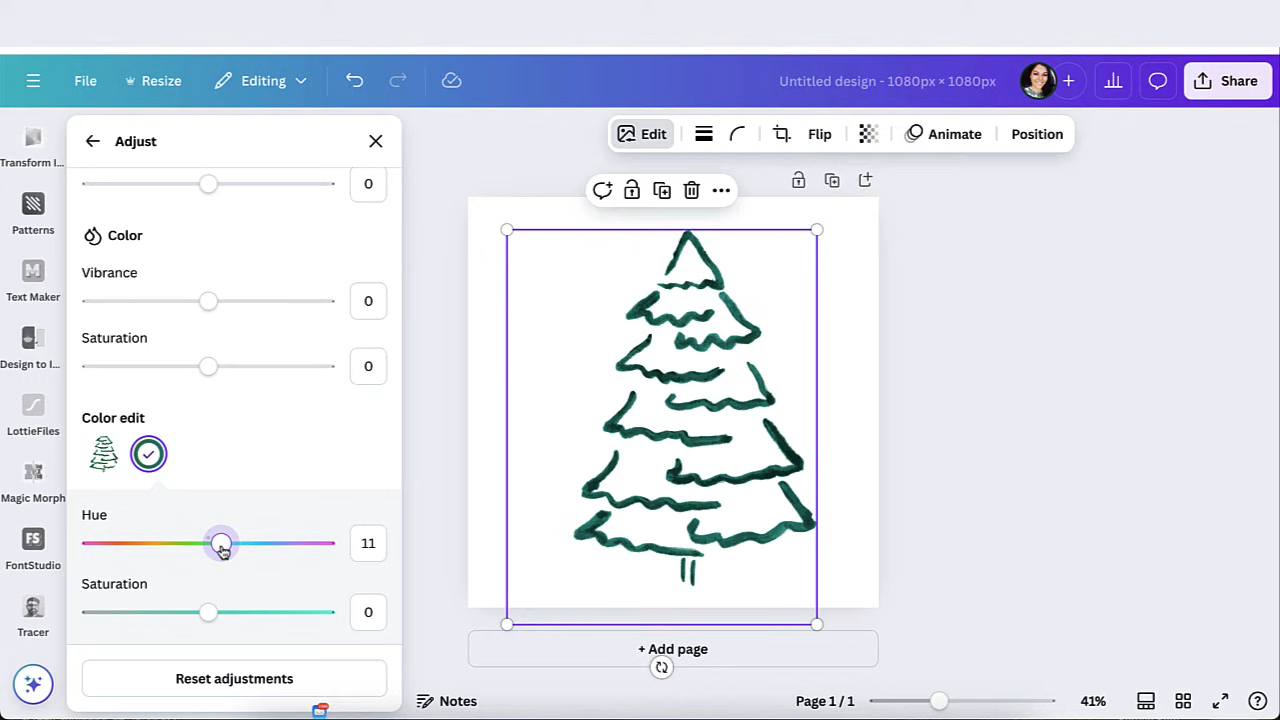 File
Resize
Editing
Untitled design - 1080px × 1080px
Share
Transform I...
Patterns
M
Text Maker
Design to I...
LottieFiles
M
Magic Morph
FS
FontStudio
Tracer
Adjust
0
Color
Vibrance
0
Saturation
0
Color edit
Hue
11
Saturation
0
Reset adjustments
Edit
Flip
Animate
Position
+ Add page
Notes
Page 1 / 1
41%